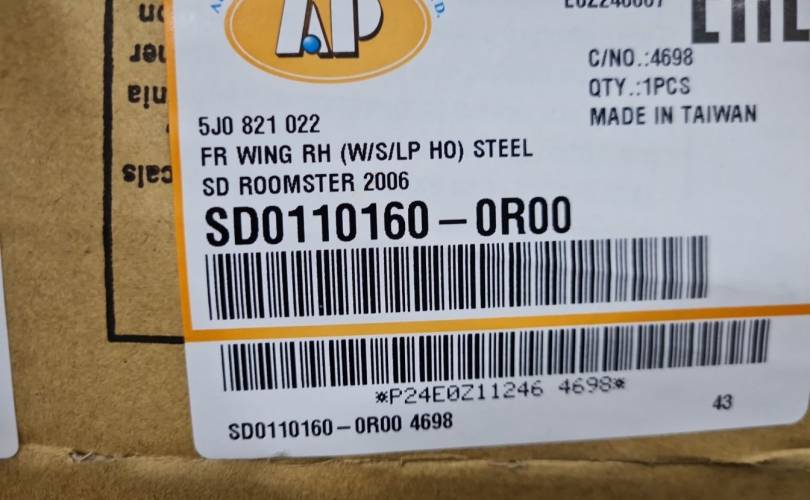 AP
C/NO.:4698
QTY.:1PCS
MADE IN TAIWAN
5J0 821 022
FR WING RH (W/S/LP HO) STEEL
SD ROOMSTER 2006
SD0110160-0R00
*P24E0Z11246 4698*
43
SD0110160-0R00 4698